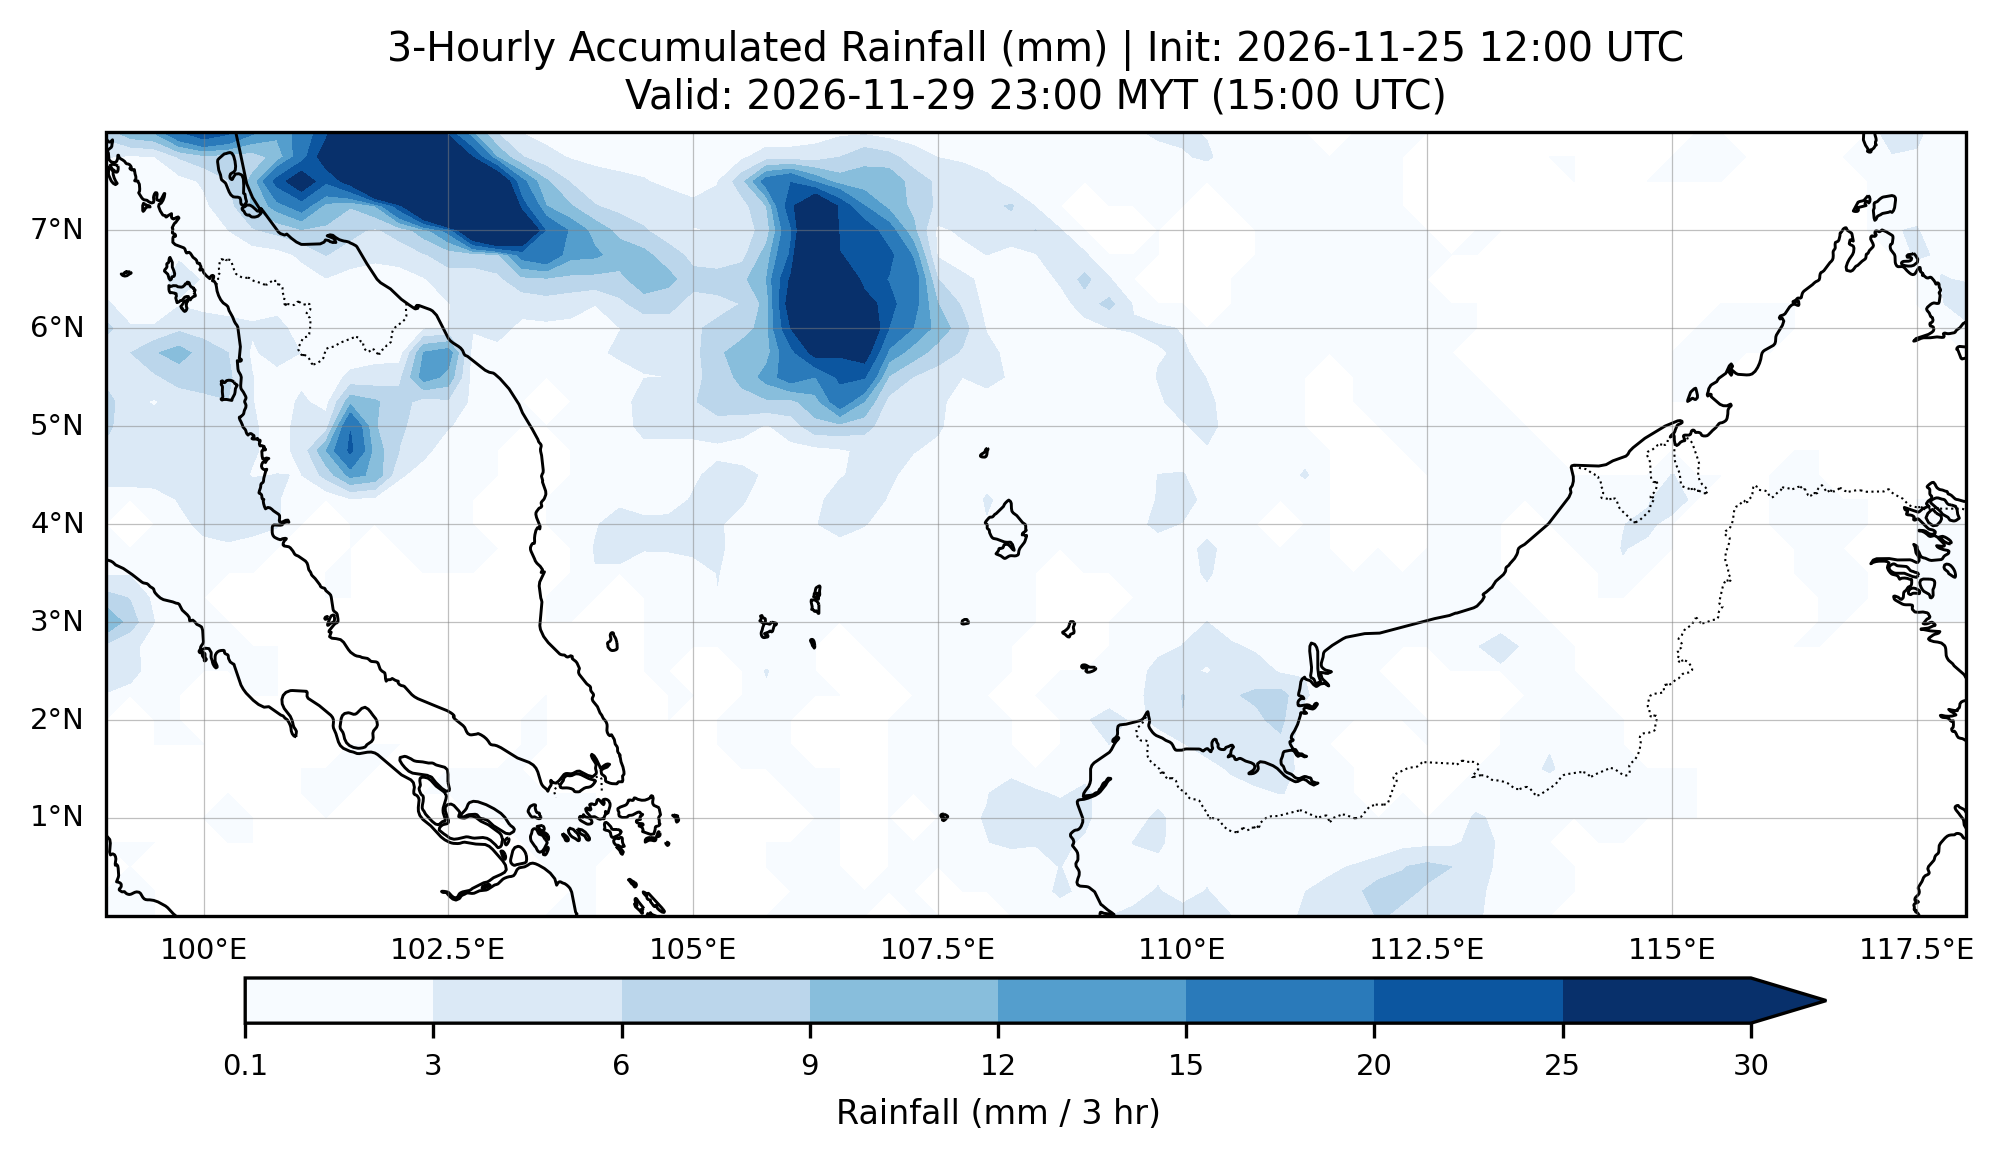 3-Hourly Accumulated Rainfall (mm) | Init: 2026-11-25 12:00 UTC
Valid: 2026-11-29 23:00 MYT (15:00 UTC)
7°N
6°N
5°N
4°N
3°N
2°N
1°N
100°E 102.5°E 105°E 107.5°E 110°E 112.5°E 115°E 117.5°E
0.1 3 6 9 12 15 20 25 30
Rainfall (mm / 3 hr)